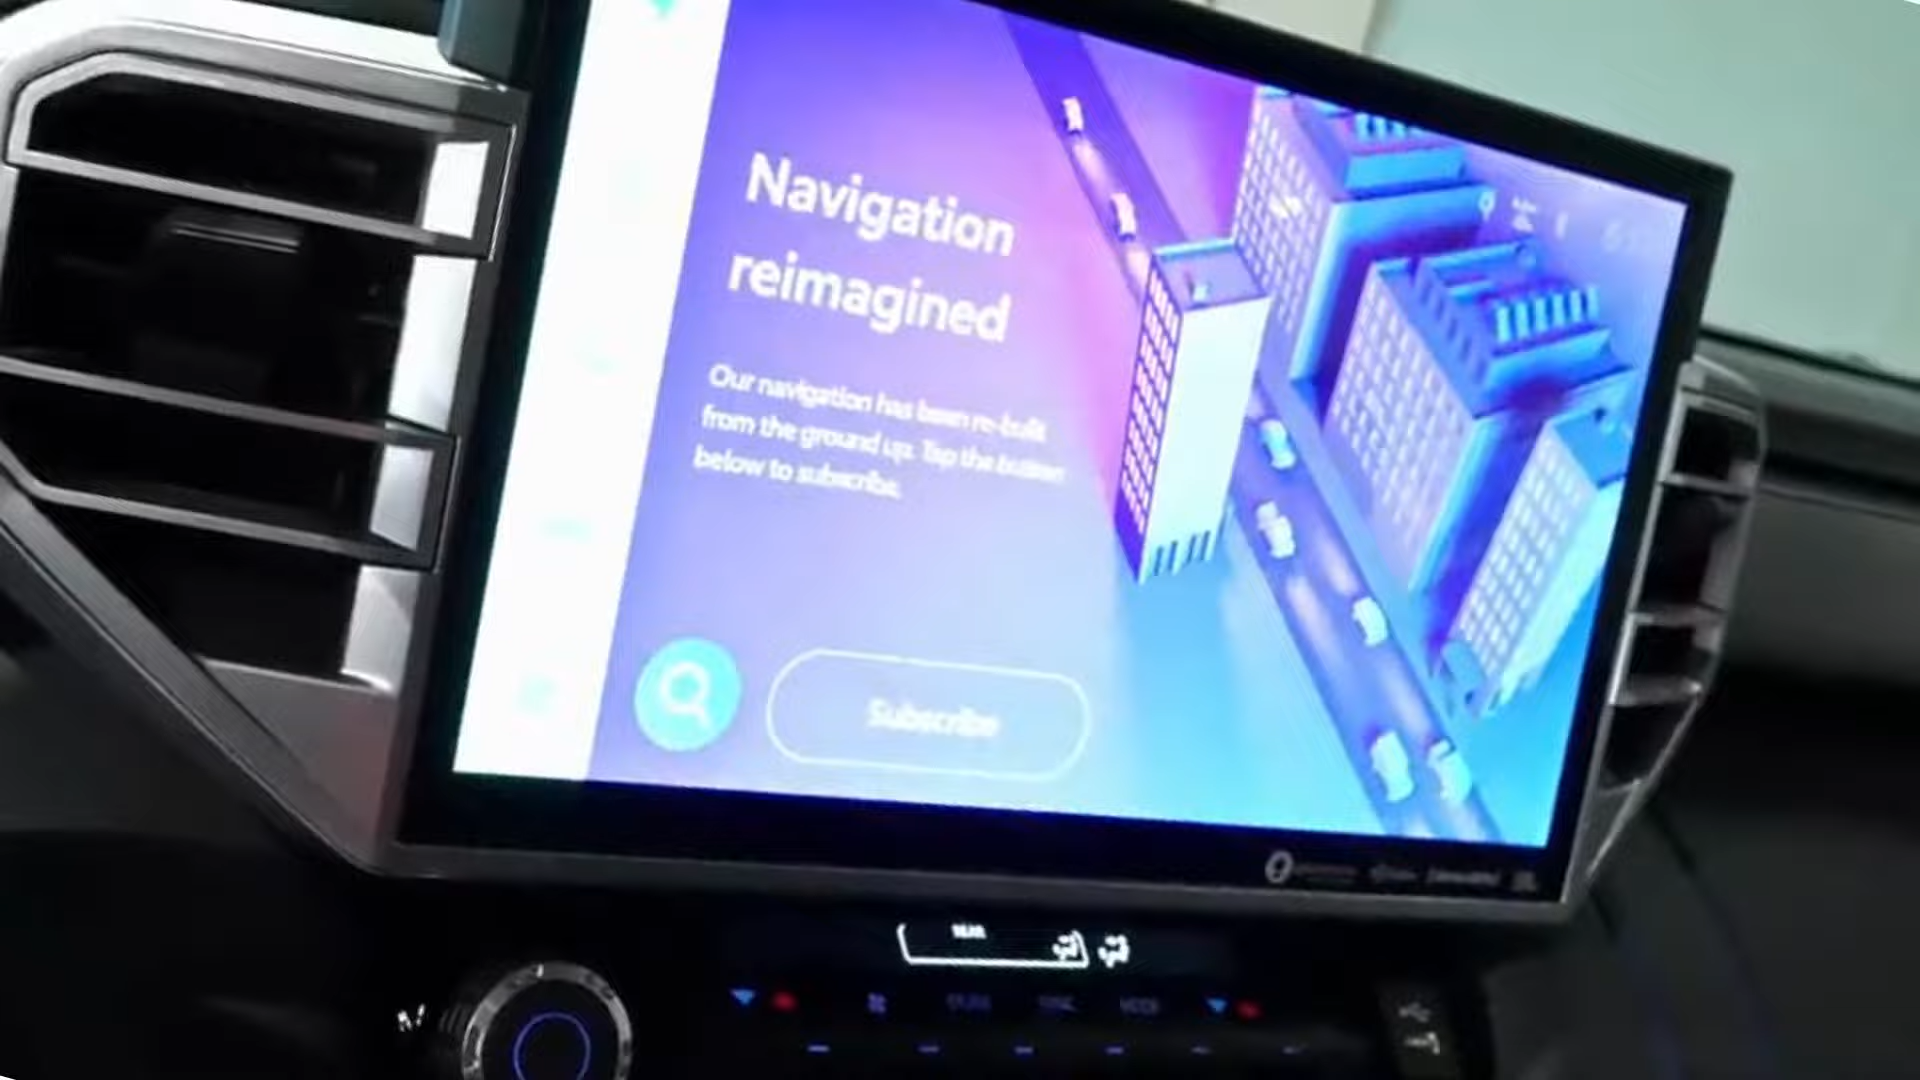 Navigation
reimagined
Our navigation has been re-built
from the ground up. Tap the button
below to subscribe.
Subscribe
REAR